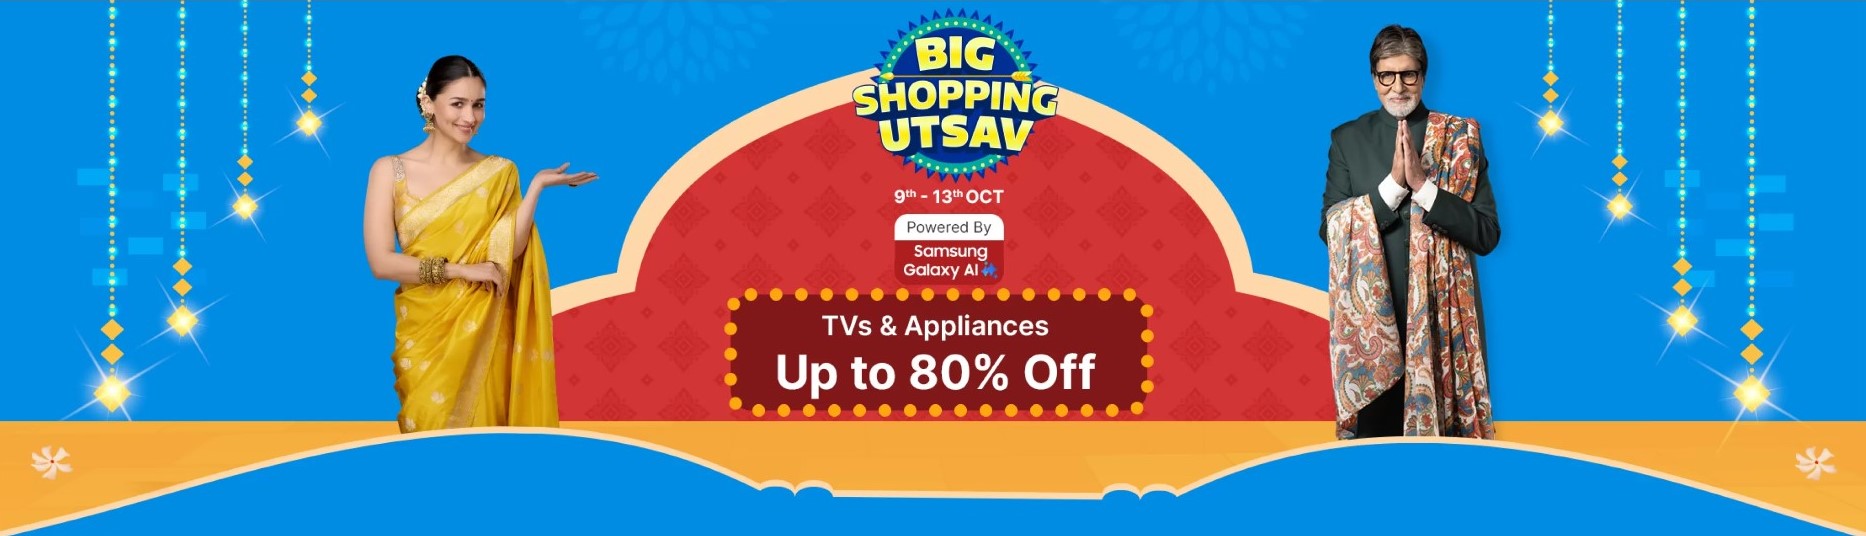 BIG
SHOPPING
UTSAV
9th - 13th OCT
Powered By
Samsung
Galaxy AI
TVs & Appliances
Up to 80% Off